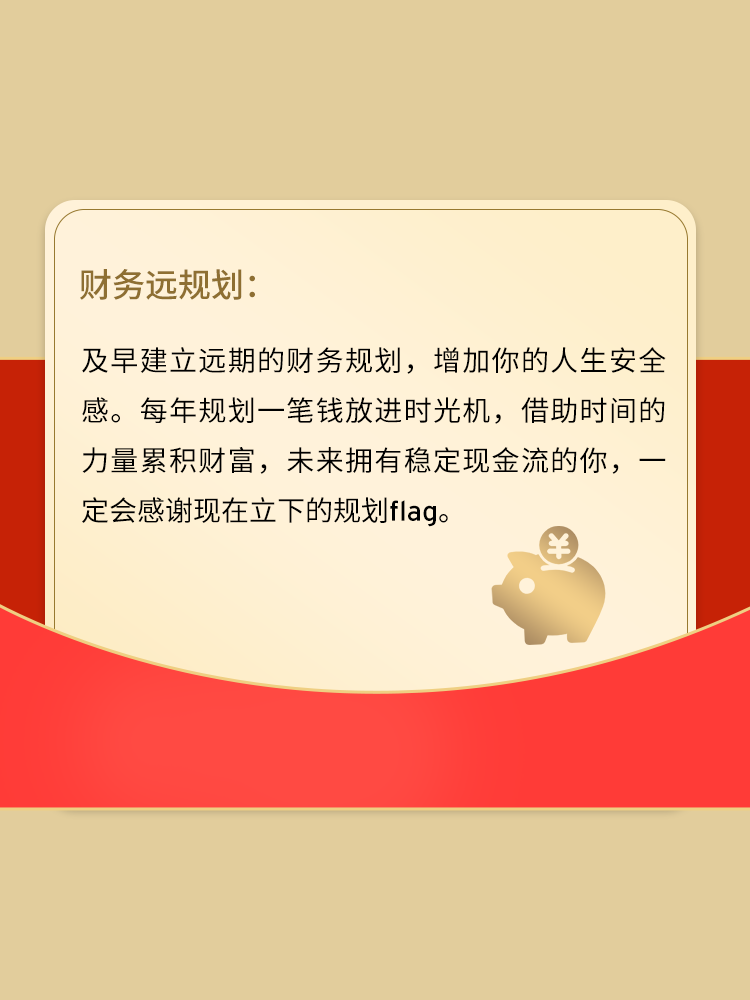 财务远规划：
及早建立远期的财务规划，增加你的人生安全
感。每年规划一笔钱放进时光机，借助时间的
力量累积财富，未来拥有稳定现金流的你，一
定会感谢现在立下的规划flag。
¥